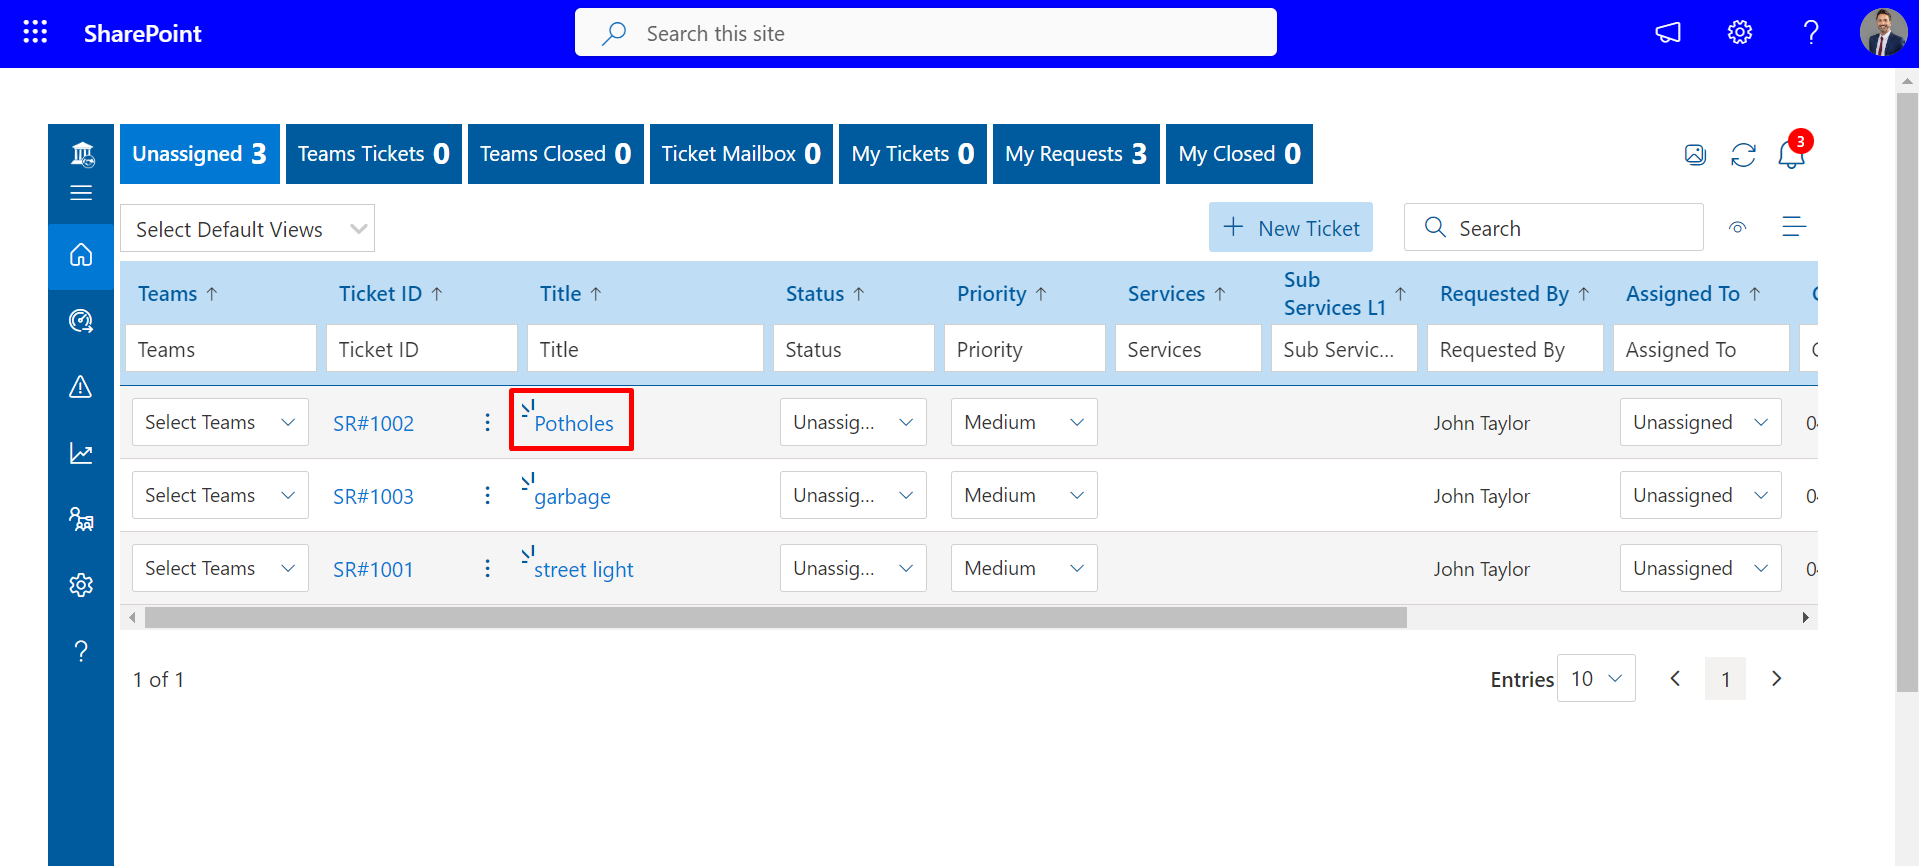 SharePoint
Search this site
Unassigned 3
Teams Tickets 0
Teams Closed 0
Ticket Mailbox 0
My Tickets 0
My Requests 3
My Closed 0
3
Select Default Views
New Ticket
Search
Teams
Ticket ID
Title
Status
Priority
Services
Sub
Services L1
Requested By
Assigned To
Teams
Ticket ID
Title
Status
Priority
Services
Sub Servic...
Requested By
Assigned To
Select Teams
SR#1002
Potholes
Unassig...
Medium
John Taylor
Unassigned
Select Teams
SR#1003
garbage
Unassig...
Medium
John Taylor
Unassigned
Select Teams
SR#1001
street light
Unassig...
Medium
John Taylor
Unassigned
1 of 1
Entries
10
1